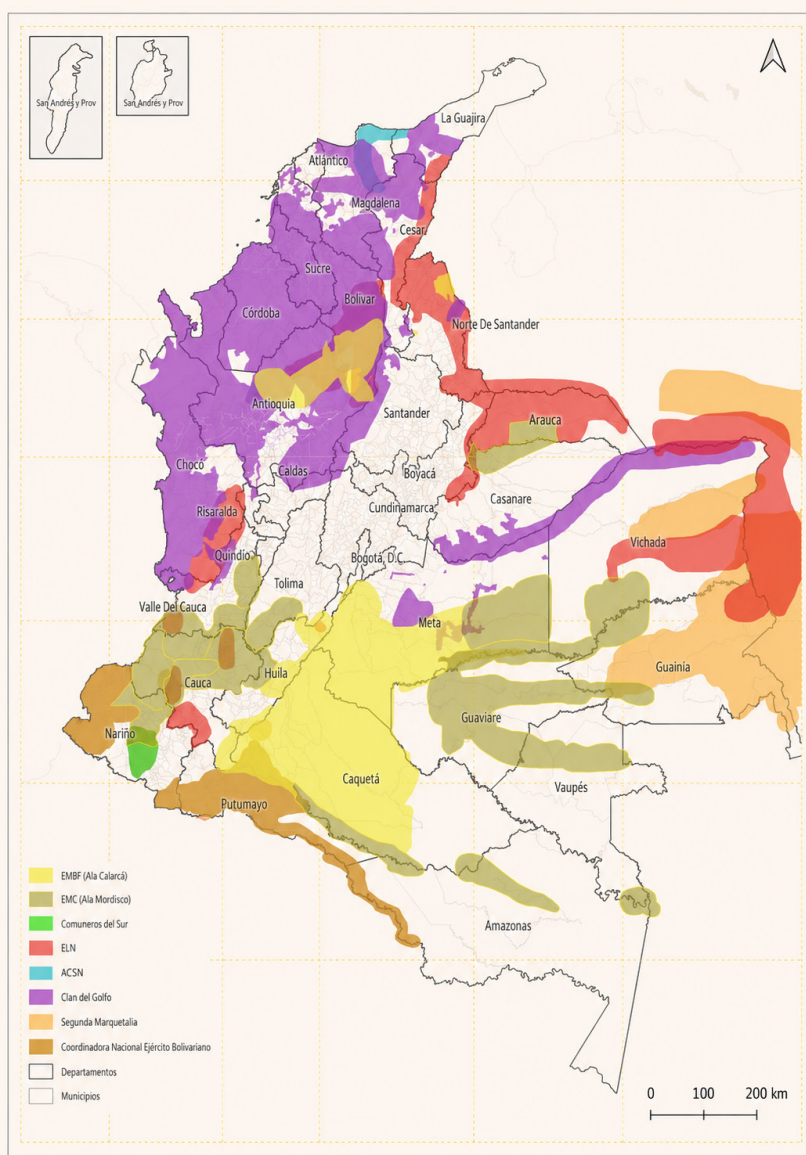 San Andrés y Prov
San Andrés y Prov
La Guajira
Atlántico
Magdalena
Cesar
Sucre
Bolivar
Córdoba
Norte De Santander
Antioquia
Santander
Arauca
Chocó
Caldas
Boyacá
Casanare
Risaralda
Cundinamarca
Vichada
Quindío
Bogotá, D.C.
Tolima
Valle Del Cauca
Meta
Guainía
Huila
Cauca
Guaviare
Nariño
Caquetá
Vaupés
Putumayo
Amazonas
EMBF (Ala Calarcá)
EMC (Ala Mordisco)
Comuneros del Sur
ELN
ACSN
Clan del Golfo
Segunda Marquetalia
Coordinadora Nacional Ejército Bolivariano
Departamentos
Municipios
0 100 200 km